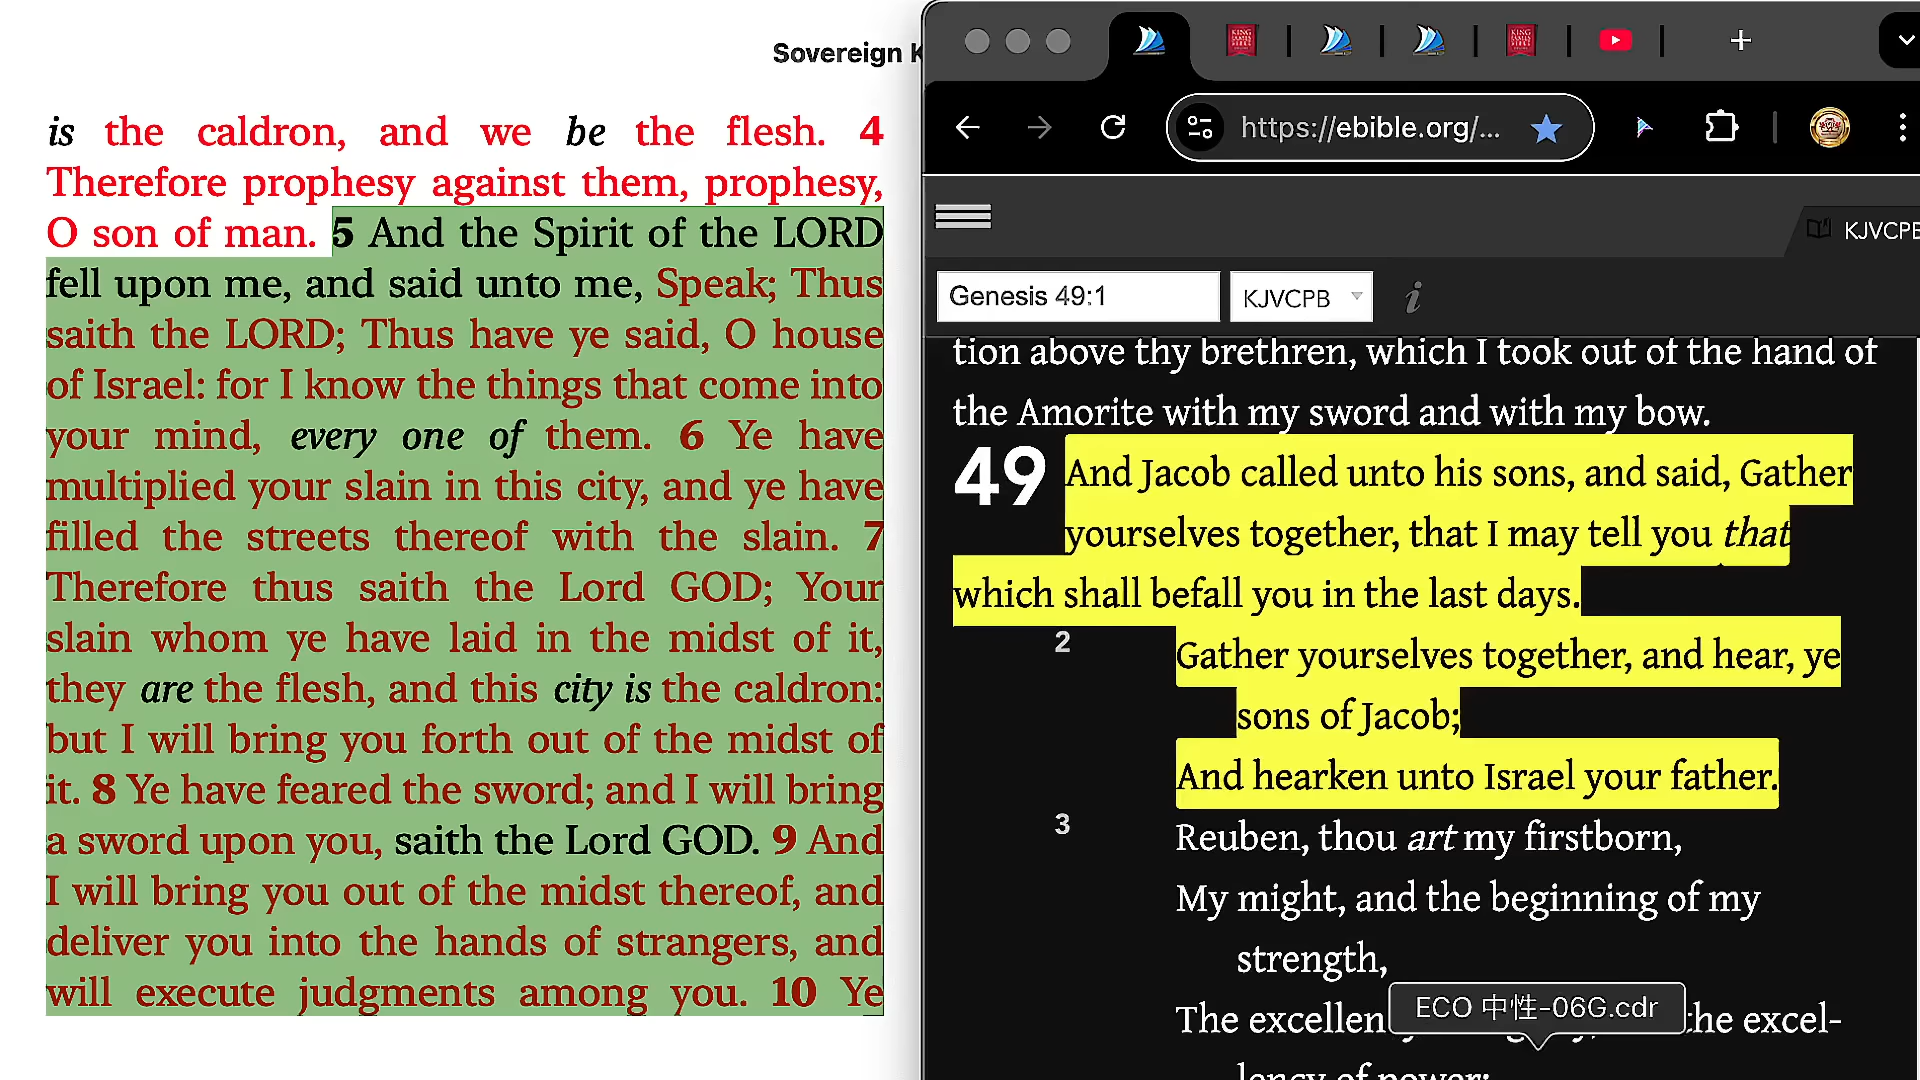 Sovereign K
is the caldron, and we be the flesh. 4
Therefore prophesy against them, prophesy,
O son of man. 5 And the Spirit of the LORD
fell upon me, and said unto me, Speak; Thus
saith the LORD; Thus have ye said, O house
of Israel: for I know the things that come into
your mind, every one of them. 6 Ye have
multiplied your slain in this city, and ye have
filled the streets thereof with the slain. 7
Therefore thus saith the Lord GOD; Your
slain whom ye have laid in the midst of it,
they are the flesh, and this city is the caldron:
but I will bring you forth out of the midst of
it. 8 Ye have feared the sword; and I will bring
a sword upon you, saith the Lord GOD. 9 And
I will bring you out of the midst thereof, and
deliver you into the hands of strangers, and
will execute judgments among you. 10 Ye
https://ebible.org/...
KJVCPB
Genesis 49:1
KJVCPB
i
tion above thy brethren, which I took out of the hand of
the Amorite with my sword and with my bow.
49 And Jacob called unto his sons, and said, Gather
yourselves together, that I may tell you that
which shall befall you in the last days.
2 Gather yourselves together, and hear, ye
sons of Jacob;
And hearken unto Israel your father.
3 Reuben, thou art my firstborn,
My might, and the beginning of my
strength,
The excellen the excel-
ECO 中性-06G.cdr
lency of power: